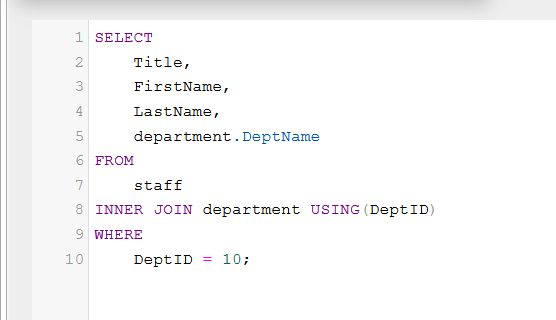 1 SELECT
2 Title,
3 FirstName,
4 LastName,
5 department.DeptName
6 FROM
7 staff
8 INNER JOIN department USING(DeptID)
9 WHERE
10 DeptID = 10;